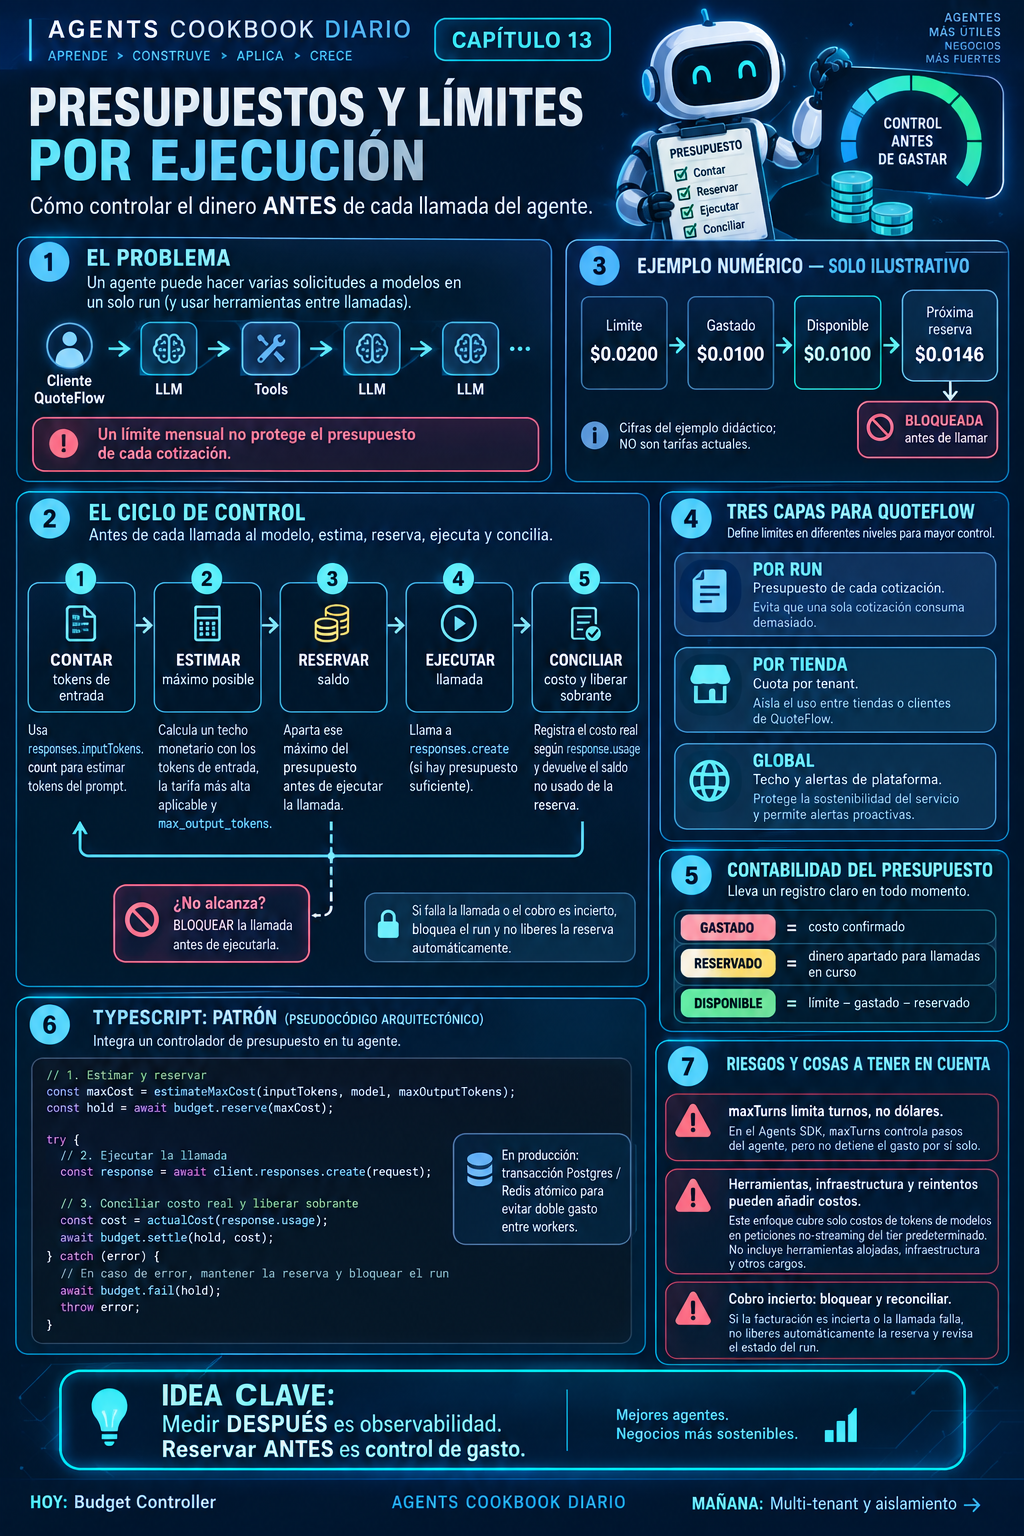 AGENTS COOKBOOK DIARIO
APRENDE > CONSTRUYE > APLICA > CRECE
CAPÍTULO 13
AGENTES
MÁS ÚTILES
NEGOCIOS
MÁS FUERTES
PRESUPUESTOS Y LÍMITES
POR EJECUCIÓN
Cómo controlar el dinero ANTES de cada llamada del agente.
PRESUPUESTO
Contar
Reservar
Ejecutar
Conciliar
CONTROL
ANTES
DE GASTAR
1
EL PROBLEMA
Un agente puede hacer varias solicitudes a modelos en
un solo run (y usar herramientas entre llamadas).
Cliente
QuoteFlow
LLM
Tools
LLM
LLM
...
Un límite mensual no protege el presupuesto
de cada cotización.
3
EJEMPLO NUMÉRICO — SOLO ILUSTRATIVO
Limite
$0.0200
Gastado
$0.0100
Disponible
$0.0100
Próxima
reserva
$0.0146
BLOQUEADA
antes de llamar
Cifras del ejemplo didáctico;
NO son tarifas actuales.
2
EL CICLO DE CONTROL
Antes de cada llamada al modelo, estima, reserva, ejecuta y concilia.
1
CONTAR
tokens de
entrada
Usa
responses.inputTokens.
count para estimar
tokens del prompt.
2
ESTIMAR
máximo posible
Calcula un techo
monetario con los
tokens de entrada,
la tarifa más alta
aplicable y
max_output_tokens.
3
RESERVAR
saldo
Aparta ese
máximo del
presupuesto
antes de ejecutar
la llamada.
4
EJECUTAR
llamada
Llama a
responses.create
(si hay presupuesto
suficiente).
5
CONCILIAR
costo y liberar
sobrante
Registra el costo real
según response.usage
y devuelve el saldo
no usado de la
reserva.
¿No alcanza?
BLOQUEAR la llamada
antes de ejecutarla.
Si falla la llamada o el cobro es incierto,
bloquea el run y no liberes la reserva
automáticamente.
4
TRES CAPAS PARA QUOTEFLOW
Define limites en diferentes niveles para mayor control.
POR RUN
Presupuesto de cada cotización.
Evita que una sola cotización consuma
demasiado.
POR TIENDA
Cuota por tenant.
Aisla el uso entre tiendas o clientes
de QuoteFlow.
GLOBAL
Techo y alertas de plataforma.
Protege la sostenibilidad del servicio
y permite alertas proactivas.
5
CONTABILIDAD DEL PRESUPUESTO
Lleva un registro claro en todo momento.
GASTADO = costo confirmado
RESERVADO = dinero apartado para llamadas
en curso
DISPONIBLE = límite – gastado – reservado
6
TYPESCRIPT: PATRÓN (PSEUDOCÓDIGO ARQUITECTÓNICO)
Integra un controlador de presupuesto en tu agente.
// 1. Estimar y reservar
const maxCost = estimateMaxCost(inputTokens, model, maxOutputTokens);
const hold = await budget.reserve(maxCost);
try {
// 2. Ejecutar la llamada
const response = await client.responses.create(request);
// 3. Conciliar costo real y liberar sobrante
const cost = actualCost(response.usage);
await budget.settle(hold, cost);
} catch (error) {
// En caso de error, mantener la reserva y bloquear el run
await budget.fail(hold);
throw error;
}
En producción:
transacción Postgres /
Redis atómico para
evitar doble gasto
entre workers.
7
RIESGOS Y COSAS A TENER EN CUENTA
maxTurns limita turnos, no dólares.
En el Agents SDK, maxTurns controla pasos
del agente, pero no detiene el gasto por sí solo.
Herramientas, infraestructura y reintentos
pueden añadir costos.
Este enfoque cubre solo costos de tokens de modelos
en peticiones no-streaming del tier predeterminado.
No incluye herramientas alojadas, infraestructura
y otros cargos.
Cobro incierto: bloquear y reconciliar.
Si la facturación es incierta o la llamada falla,
no liberes automáticamente la reserva y revisa
el estado del run.
IDEA CLAVE:
Medir DESPUÉS es observabilidad.
Reservar ANTES es control de gasto.
Mejores agentes.
Negocios más sostenibles.
HOY: Budget Controller
AGENTS COOKBOOK DIARIO
MAÑANA: Multi-tenant y aislamiento →